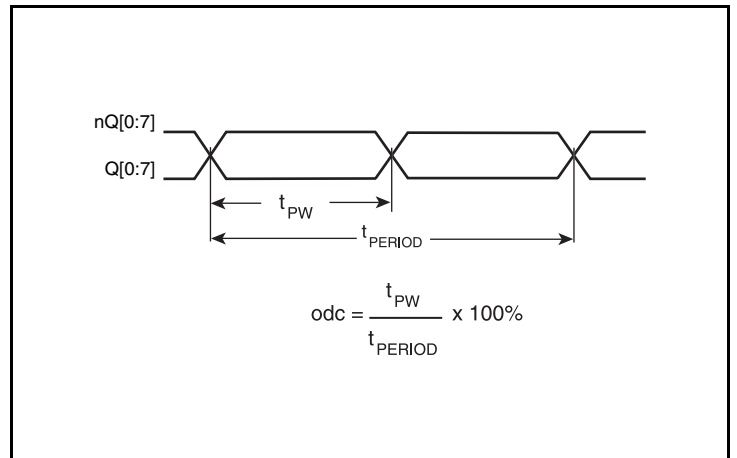 nQ[0:7]
Q[0:7]
tPW
tPERIOD
odc = tPW / tPERIOD x 100%